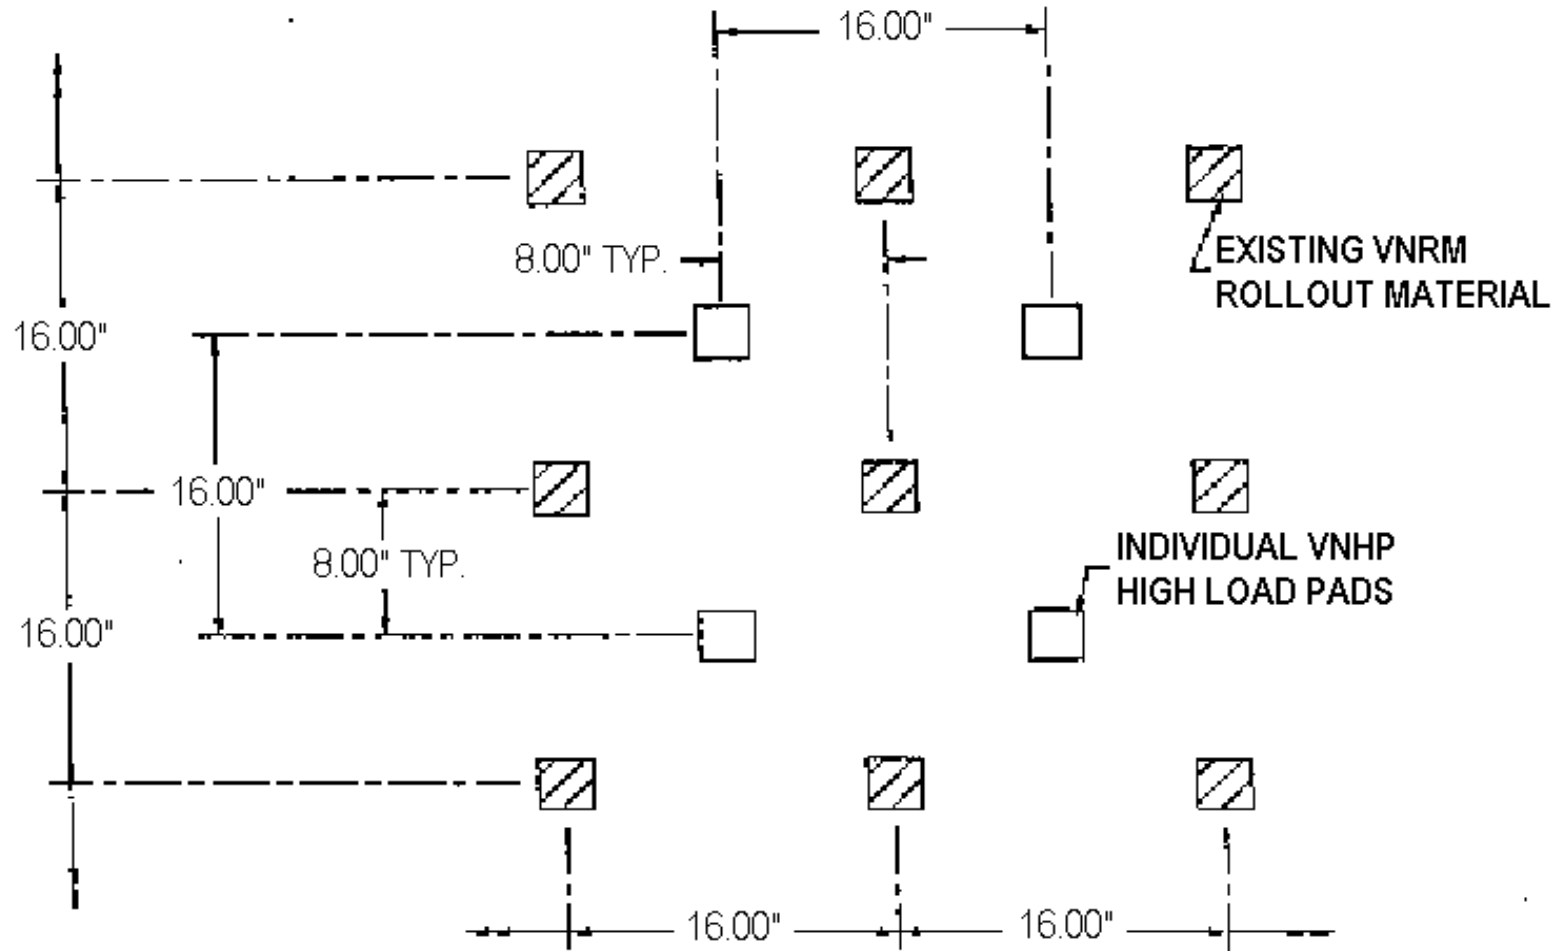 16.00"
8.00" TYP.
EXISTING VNRM
ROLLOUT MATERIAL
16.00"
16.00"
8.00" TYP.
INDIVIDUAL VNHP
HIGH LOAD PADS
16.00"
16.00"
16.00"